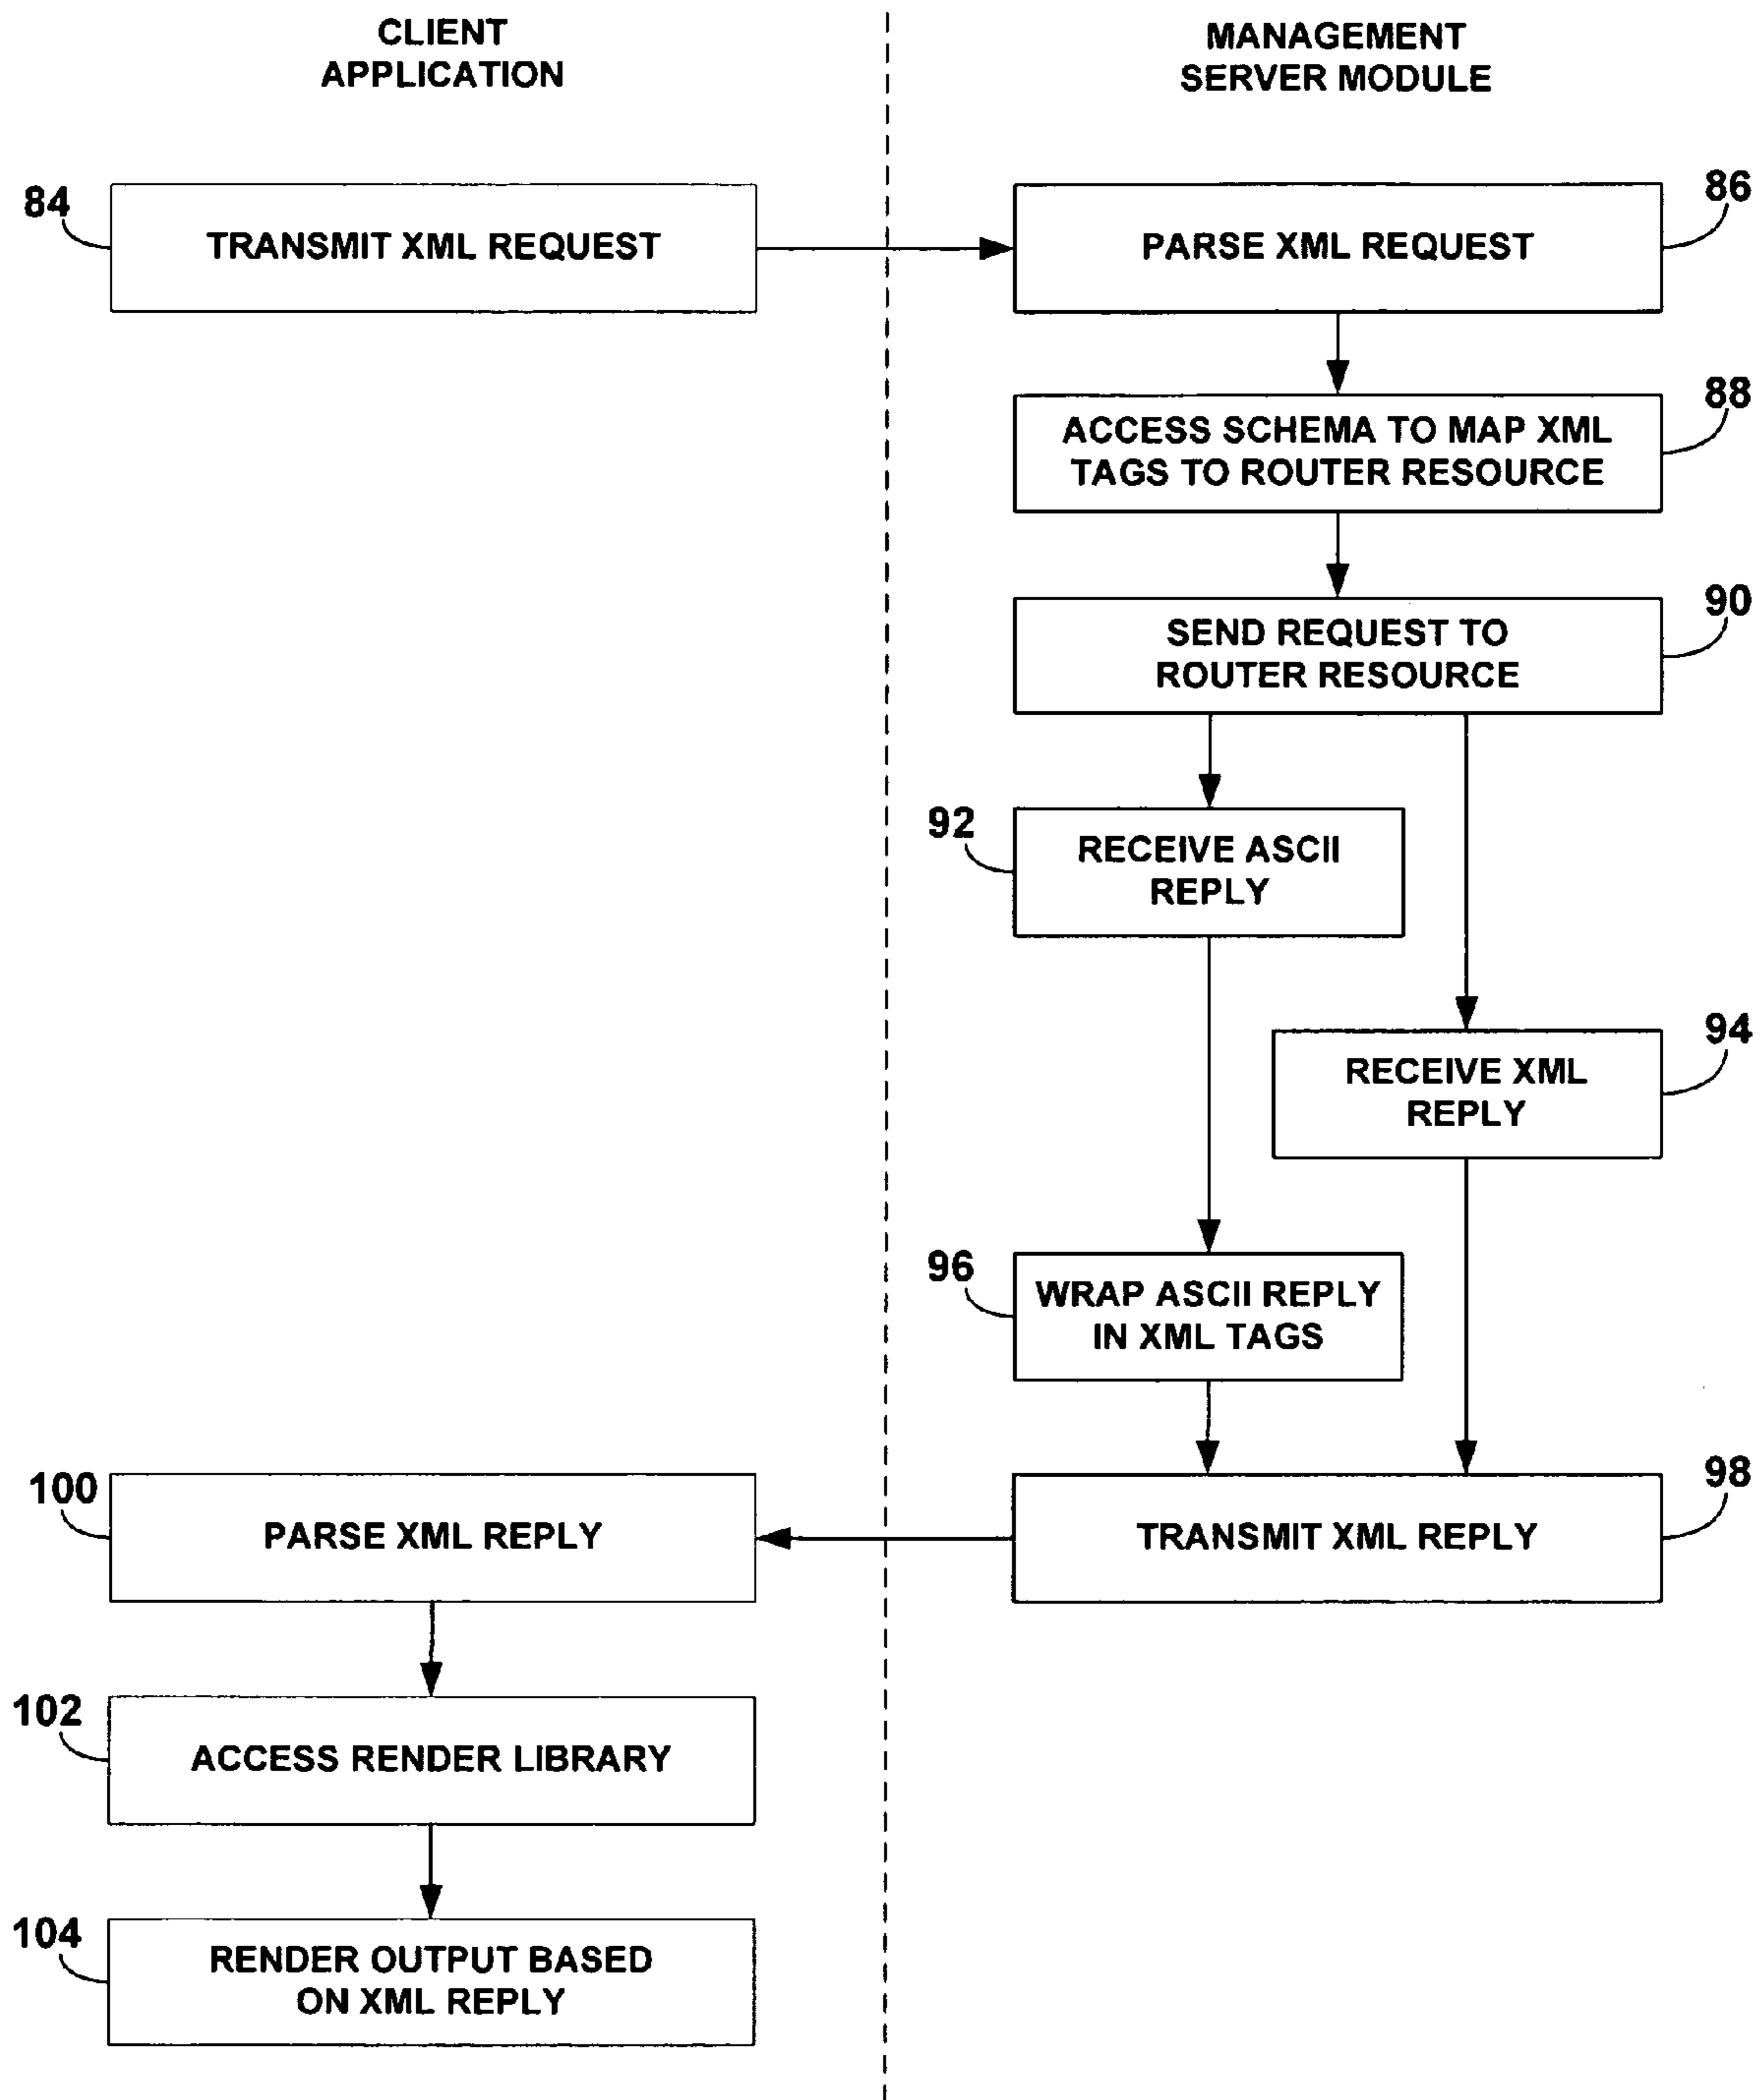 CLIENT
APPLICATION
MANAGEMENT
SERVER MODULE
84
TRANSMIT XML REQUEST
PARSE XML REQUEST
86
ACCESS SCHEMA TO MAP XML
TAGS TO ROUTER RESOURCE
88
SEND REQUEST TO
ROUTER RESOURCE
90
92
RECEIVE ASCII
REPLY
RECEIVE XML
REPLY
94
96
WRAP ASCII REPLY
IN XML TAGS
TRANSMIT XML REPLY
98
100
PARSE XML REPLY
102
ACCESS RENDER LIBRARY
104
RENDER OUTPUT BASED
ON XML REPLY